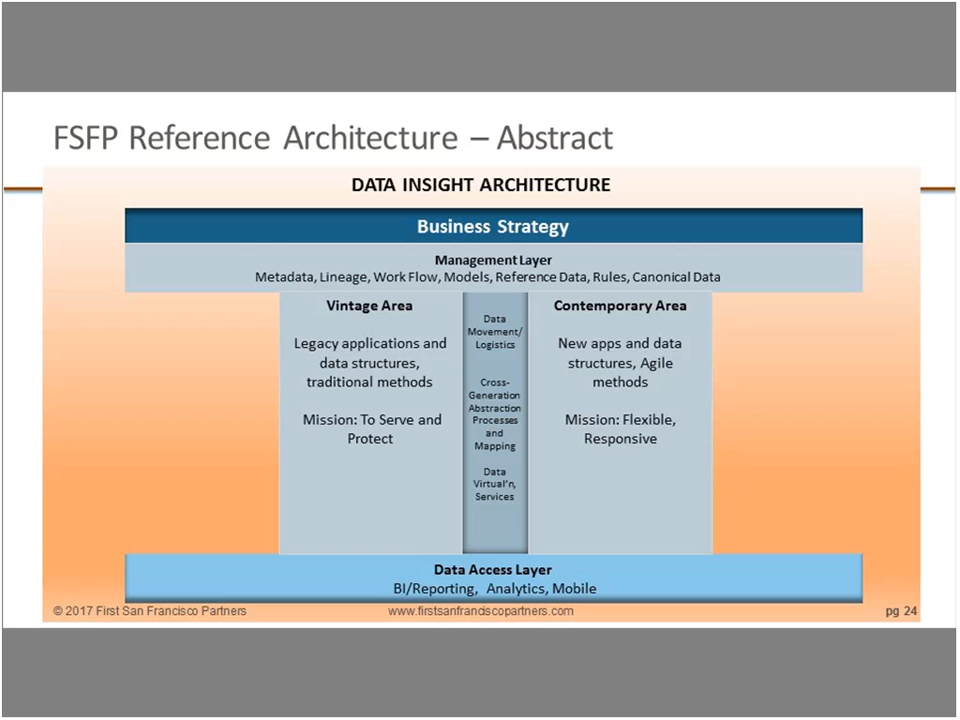 FSFP Reference Architecture – Abstract
DATA INSIGHT ARCHITECTURE
Business Strategy
Management Layer
Metadata, Lineage, Work Flow, Models, Reference Data, Rules, Canonical Data
Vintage Area
Legacy applications and
data structures,
traditional methods
Mission: To Serve and
Protect
Data
Movement/
Logistics
Cross-
Generation
Abstraction
Processes
and
Mapping
Data
Virtual'n,
Services
Contemporary Area
New apps and data
structures, Agile
methods
Mission: Flexible,
Responsive
Data Access Layer
BI/Reporting, Analytics, Mobile
© 2017 First San Francisco Partners
www.firstsanfranciscopartners.com
pg 24